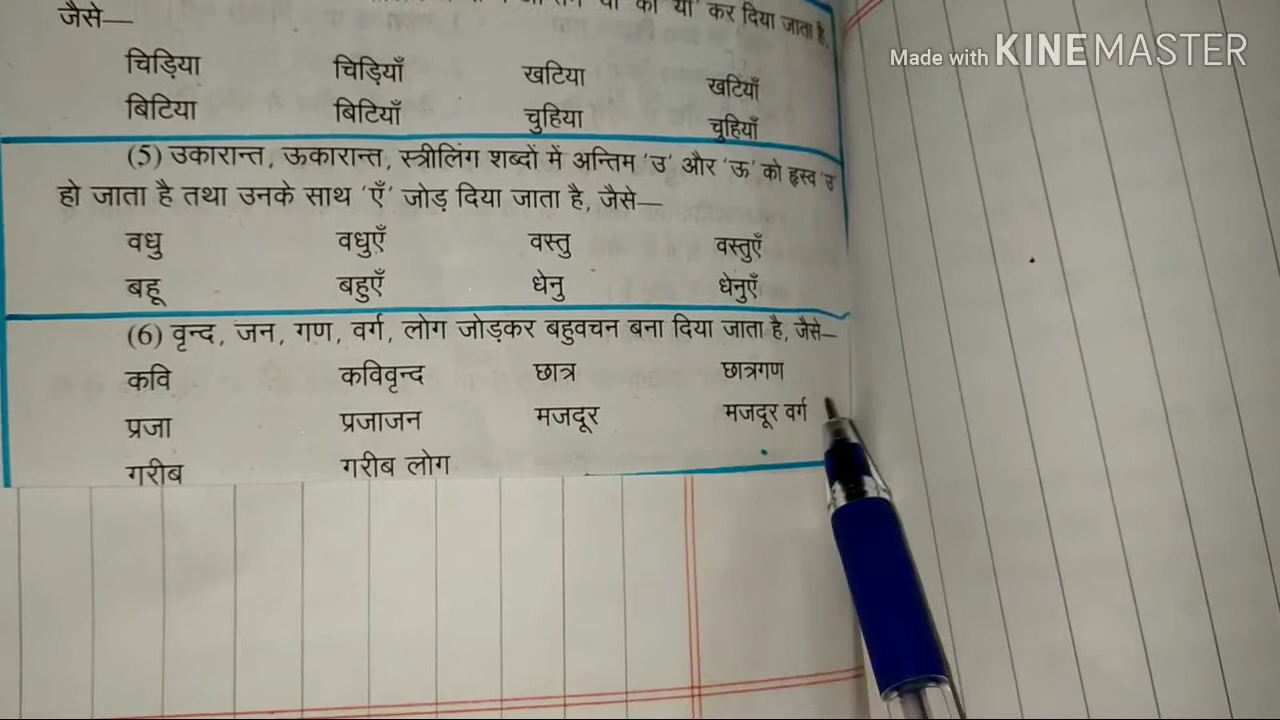 कर दिया जाता है,
जैसे—
Made with KINEMASTER
चिड़िया चिड़ियाँ खटिया खटियाँ
बिटिया बिटियाँ चुहिया चुहियाँ
(5) उकारान्त, ऊकारान्त, स्त्रीलिंग शब्दों में अन्तिम 'उ' और 'ऊ' को ह्रस्व 'उ'
हो जाता है तथा उनके साथ 'एँ' जोड़ दिया जाता है, जैसे—
वधु वधुएँ वस्तु वस्तुएँ
बहू बहुएँ धेनु धेनुएँ
(6) वृन्द, जन, गण, वर्ग, लोग जोड़कर बहुवचन बना दिया जाता है, जैसे—
कवि कविवृन्द छात्र छात्रगण
प्रजा प्रजाजन मजदूर मजदूर वर्ग
गरीब गरीब लोग